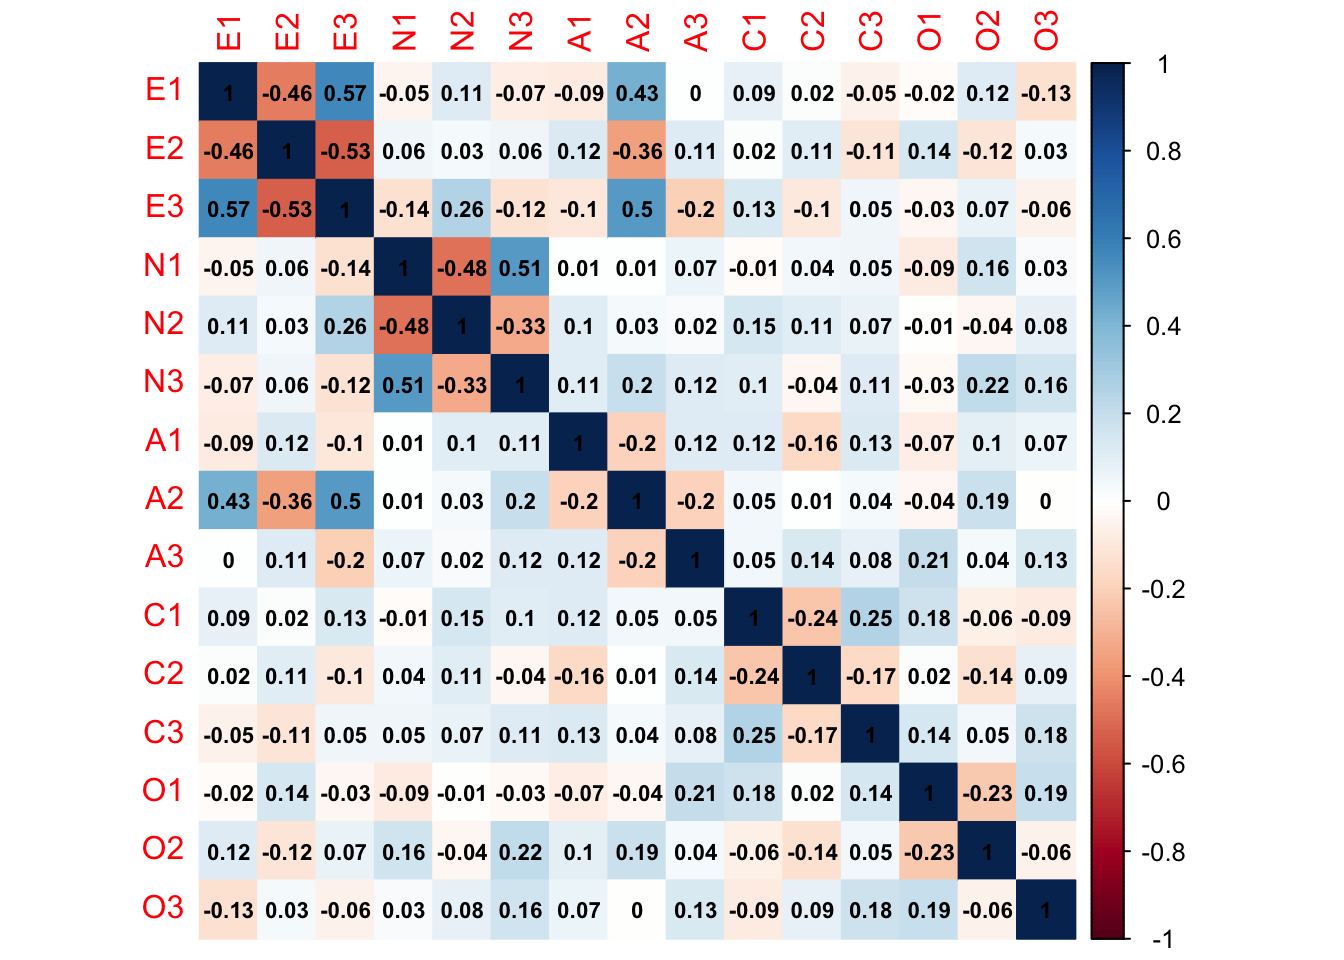 E1 E2 E3 N1 N2 N3 A1 A2 A3 C1 C2 C3 O1 O2 O3
E1 1 -0.46 0.57 -0.05 0.11 -0.07 -0.09 0.43 0 0.09 0.02 -0.05 -0.02 0.12 -0.13
E2 -0.46 1 -0.53 0.06 0.03 0.06 0.12 -0.36 0.11 0.02 0.11 -0.11 0.14 -0.12 0.03
E3 0.57 -0.53 1 -0.14 0.26 -0.12 -0.1 0.5 -0.2 0.13 -0.1 0.05 -0.03 0.07 -0.06
N1 -0.05 0.06 -0.14 1 -0.48 0.51 0.01 0.01 0.07 -0.01 0.04 0.05 -0.09 0.16 0.03
N2 0.11 0.03 0.26 -0.48 1 -0.33 0.1 0.03 0.02 0.15 0.11 0.07 -0.01 -0.04 0.08
N3 -0.07 0.06 -0.12 0.51 -0.33 1 0.11 0.2 0.12 0.1 -0.04 0.11 -0.03 0.22 0.16
A1 -0.09 0.12 -0.1 0.01 0.1 0.11 1 -0.2 0.12 0.12 -0.16 0.13 -0.07 0.1 0.07
A2 0.43 -0.36 0.5 0.01 0.03 0.2 -0.2 1 -0.2 0.05 0.01 0.04 -0.04 0.19 0
A3 0 0.11 -0.2 0.07 0.02 0.12 0.12 -0.2 1 0.05 0.14 0.08 0.21 0.04 0.13
C1 0.09 0.02 0.13 -0.01 0.15 0.1 0.12 0.05 0.05 1 -0.24 0.25 0.18 -0.06 -0.09
C2 0.02 0.11 -0.1 0.04 0.11 -0.04 -0.16 0.01 0.14 -0.24 1 -0.17 0.02 -0.14 0.09
C3 -0.05 -0.11 0.05 0.05 0.07 0.11 0.13 0.04 0.08 0.25 -0.17 1 0.14 0.05 0.18
O1 -0.02 0.14 -0.03 -0.09 -0.01 -0.03 -0.07 -0.04 0.21 0.18 0.02 0.14 1 -0.23 0.19
O2 0.12 -0.12 0.07 0.16 -0.04 0.22 0.1 0.19 0.04 -0.06 -0.14 0.05 -0.23 1 -0.06
O3 -0.13 0.03 -0.06 0.03 0.08 0.16 0.07 0 0.13 -0.09 0.09 0.18 0.19 -0.06 1
1
0.8
0.6
0.4
0.2
0
-0.2
-0.4
-0.6
-0.8
-1